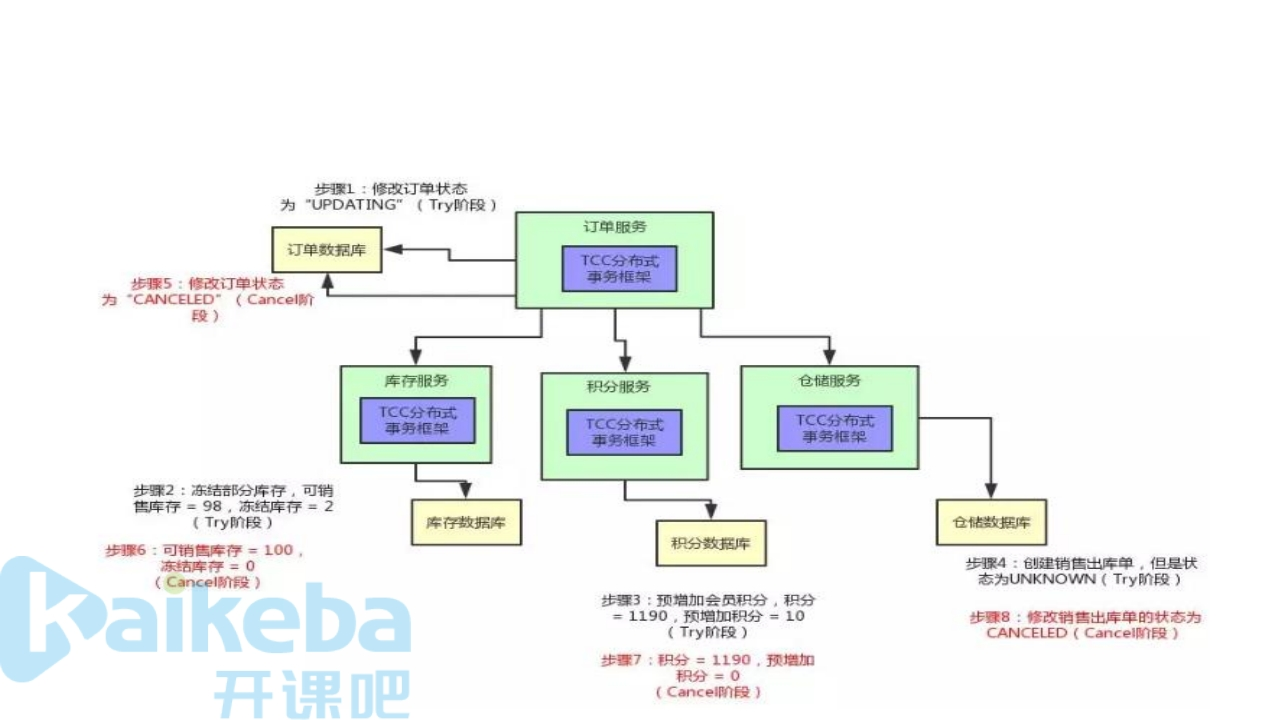 步骤1：修改订单状态
为“UPDATING”（Try阶段）
订单服务
TCC分布式
事务框架
订单数据库
步骤5：修改订单状态
为“CANCELED”（Cancel阶
段）
库存服务
TCC分布式
事务框架
积分服务
TCC分布式
事务框架
仓储服务
TCC分布式
事务框架
步骤2：冻结部分库存，可销
售库存 = 98，冻结库存 = 2
（Try阶段）
库存数据库
步骤6：可销售库存 = 100，
冻结库存 = 0
（Cancel阶段）
积分数据库
仓储数据库
步骤4：创建销售出库单，但是状
态为UNKNOWN（Try阶段）
步骤3：预增加会员积分，积分
= 1190，预增加积分 = 10
（Try阶段）
步骤8：修改销售出库单的状态为
CANCELED（Cancel阶段）
步骤7：积分 = 1190，预增加
积分 = 0
（Cancel阶段）
kaikeba
开课吧